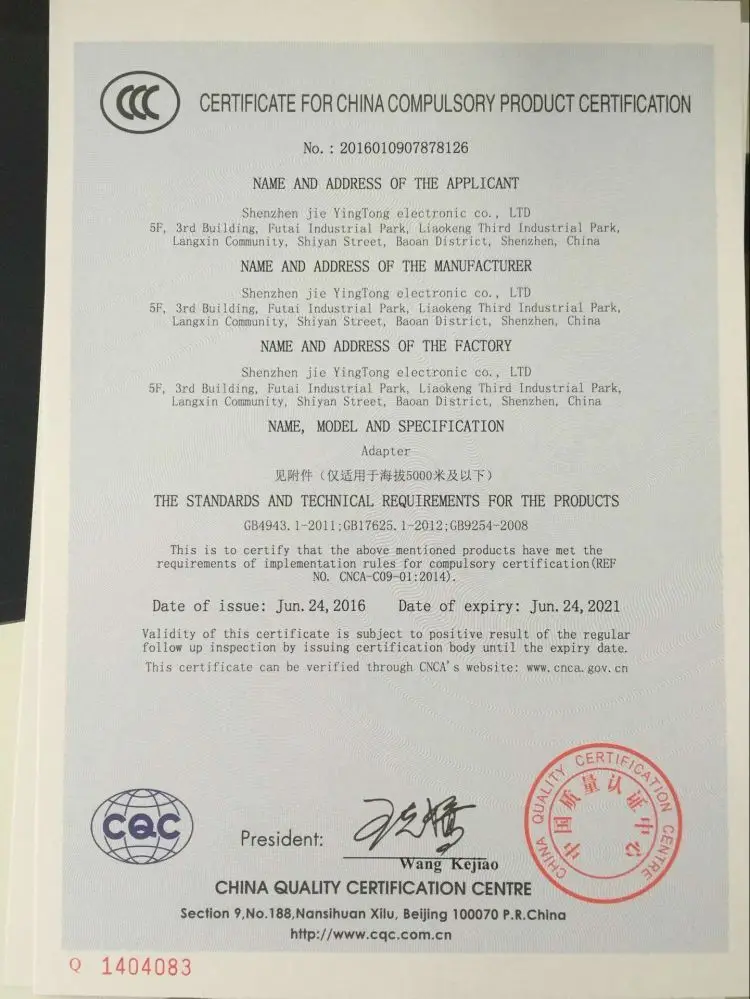 CCC
CERTIFICATE FOR CHINA COMPULSORY PRODUCT CERTIFICATION
No.: 2016010907878126
NAME AND ADDRESS OF THE APPLICANT
Shenzhen jie YingTong electronic co., LTD
5F, 3rd Building, Futai Industrial Park, Liaokeng Third Industrial Park,
Langxin Community, Shiyan Street, Baoan District, Shenzhen, China
NAME AND ADDRESS OF THE MANUFACTURER
Shenzhen jie YingTong electronic co., LTD
5F, 3rd Building, Futai Industrial Park, Liaokeng Third Industrial Park,
Langxin Community, Shiyan Street, Baoan District, Shenzhen, China
NAME AND ADDRESS OF THE FACTORY
Shenzhen jie YingTong electronic co., LTD
5F, 3rd Building, Futai Industrial Park, Liaokeng Third Industrial Park,
Langxin Community, Shiyan Street, Baoan District, Shenzhen, China
NAME, MODEL AND SPECIFICATION
Adapter
见附件（仅适用于海拔5000米及以下）
THE STANDARDS AND TECHNICAL REQUIREMENTS FOR THE PRODUCTS
GB4943.1-2011;GB17625.1-2012;GB9254-2008
This is to certify that the above mentioned products have met the
requirements of implementation rules for compulsory certification(REF
NO. CNCA-C09-01:2014).
Date of issue: Jun.24,2016 Date of expiry: Jun.24,2021
Validity of this certificate is subject to positive result of the regular
follow up inspection by issuing certification body until the expiry date.
This certificate can be verified through CNCA's website: www.cnca.gov.cn
CHINA QUALITY CERTIFICATION CENTRE
中国质量认证中心
CQC
President:
Wang Kejiao
CHINA QUALITY CERTIFICATION CENTRE
Section 9,No.188,Nansihuan Xilu, Beijing 100070 P.R.China
http://www.cqc.com.cn
Q 1404083